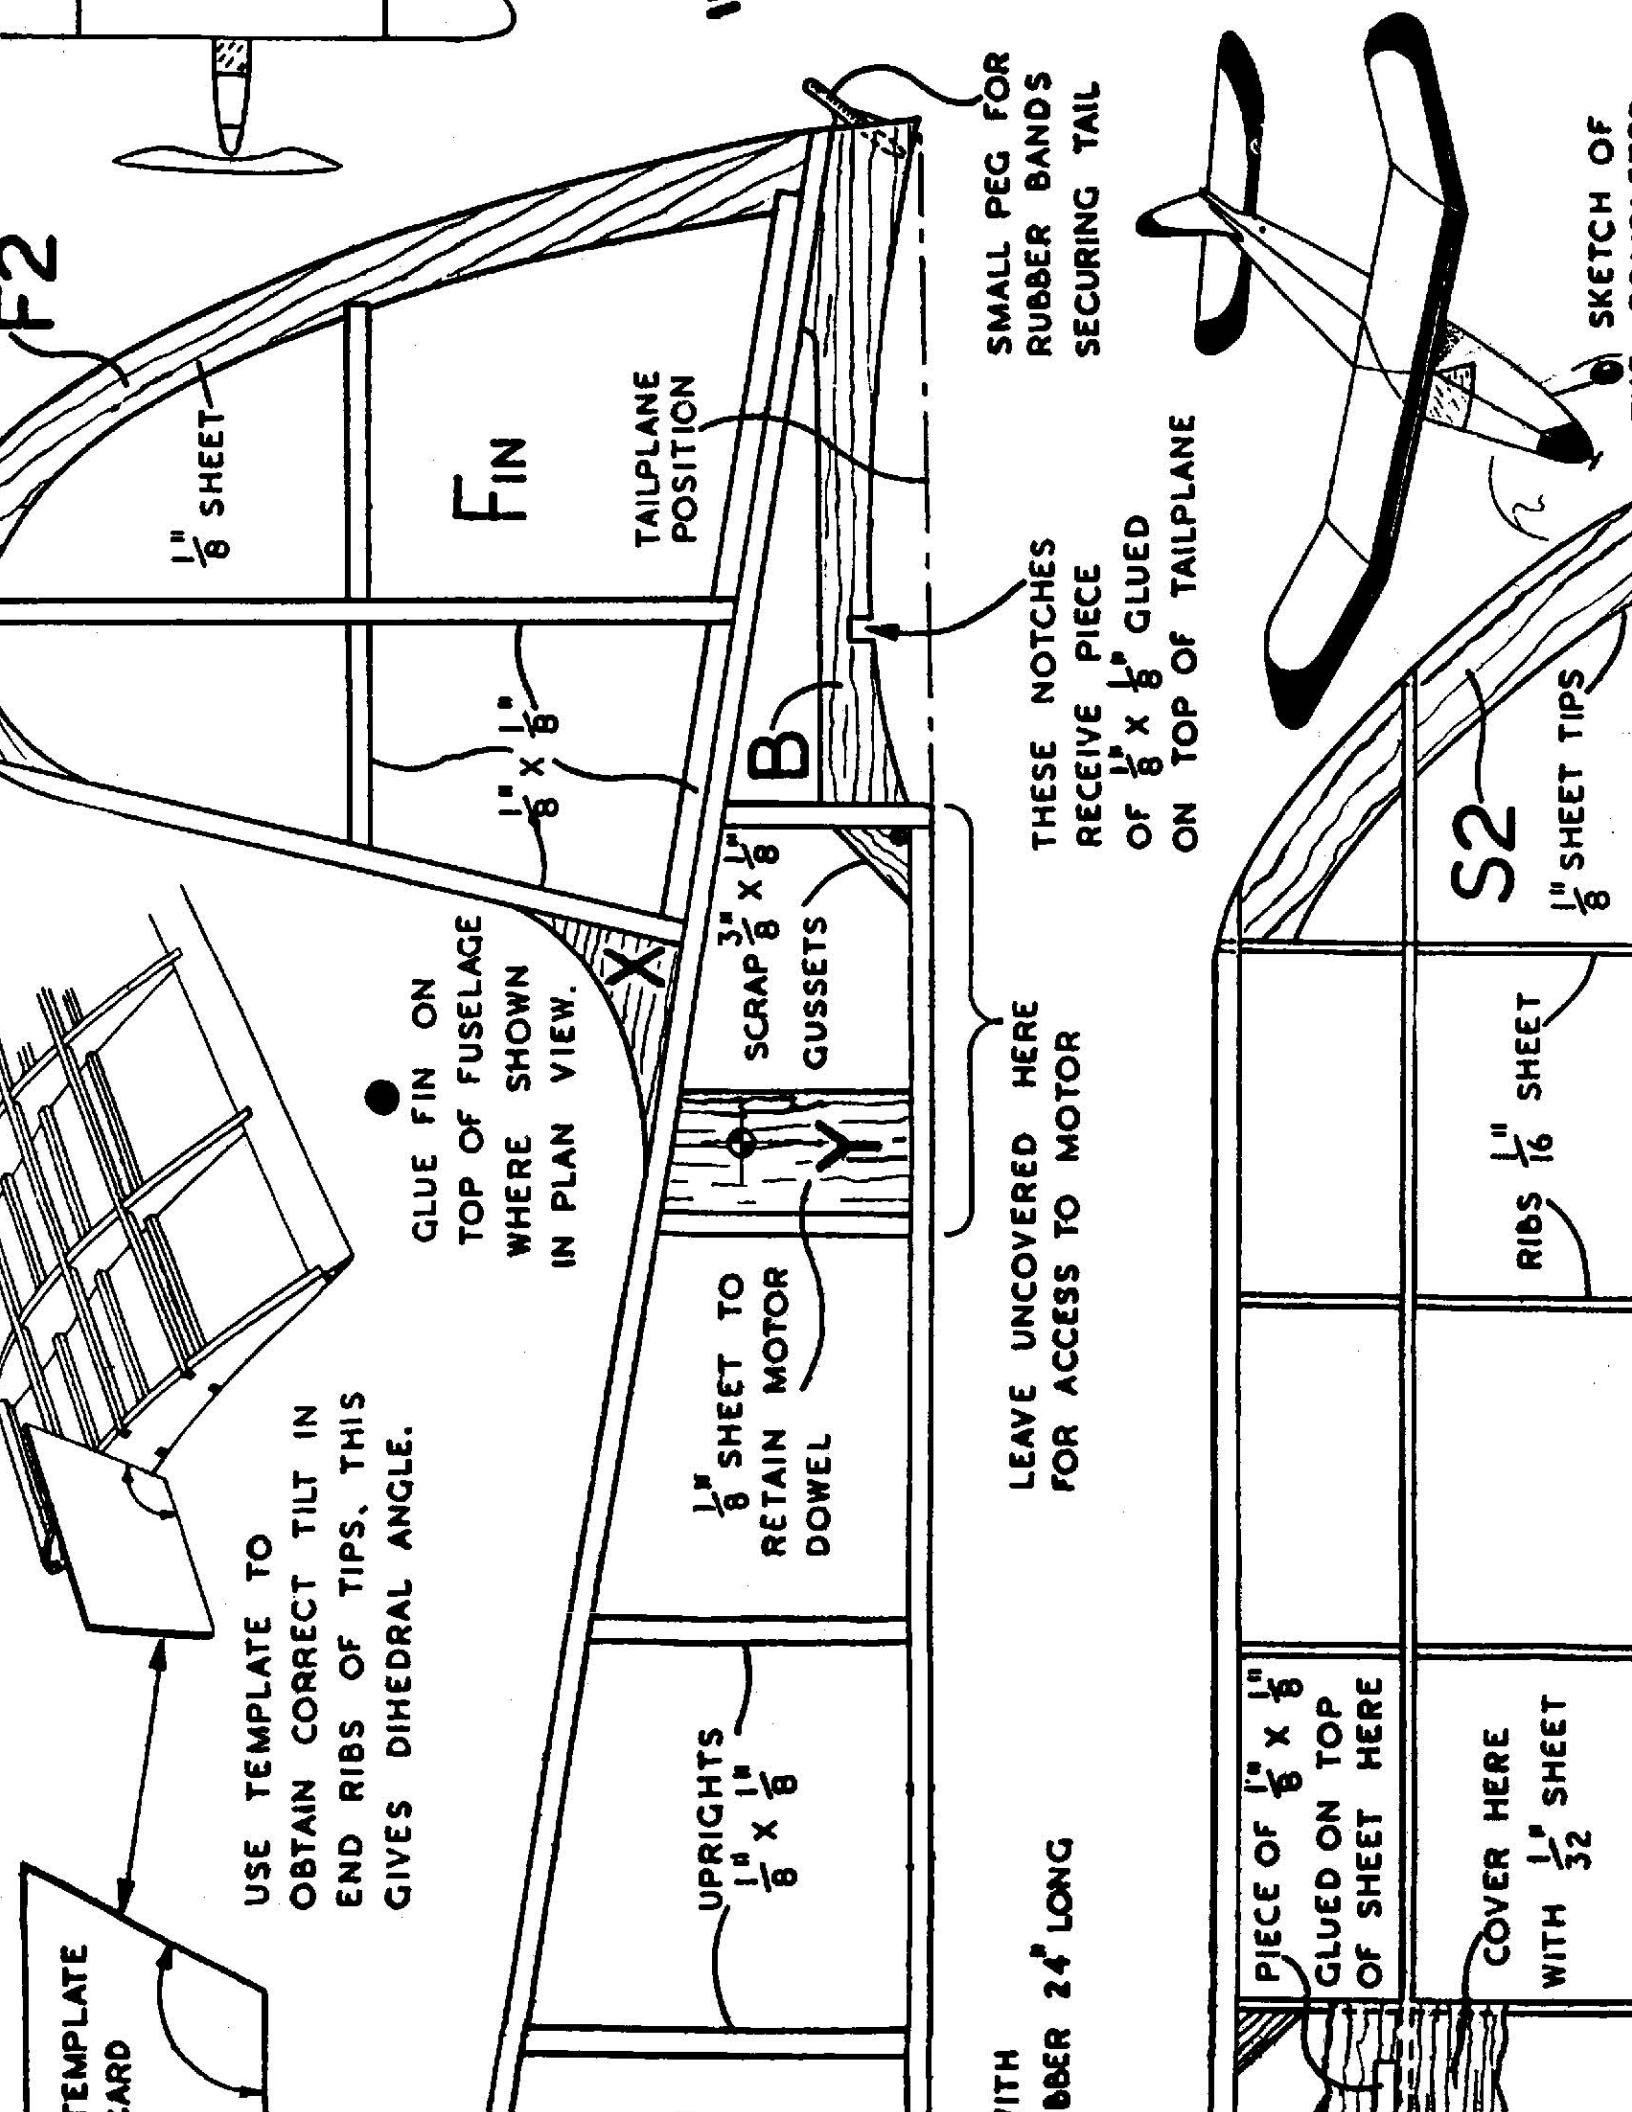 F2
1/8" SHEET
FIN
TAILPLANE
POSITION
SMALL PEG FOR
RUBBER BANDS
SECURING TAIL
1/8" X 1/8"
B
THESE NOTCHES
RECEIVE PIECE
OF 1/8" X 1/8" GLUED
ON TOP OF TAILPLANE
SKETCH OF
GLUE FIN ON
TOP OF FUSELAGE
WHERE SHOWN
IN PLAN VIEW.
X
SCRAP 3/8" X 1/8"
GUSSETS
Y
LEAVE UNCOVERED HERE
FOR ACCESS TO MOTOR
1/8" SHEET TO
RETAIN MOTOR
DOWEL
USE TEMPLATE TO
OBTAIN CORRECT TILT IN
END RIBS OF TIPS. THIS
GIVES DIHEDRAL ANGLE.
TEMPLATE
UPRIGHTS
1/8" X 1/8"
24" LONG
S2
1/8" SHEET TIPS
RIBS 1/16" SHEET
PIECE OF 1/8" X 1/8"
GLUED ON TOP
OF SHEET HERE
COVER HERE
WITH 1/32" SHEET